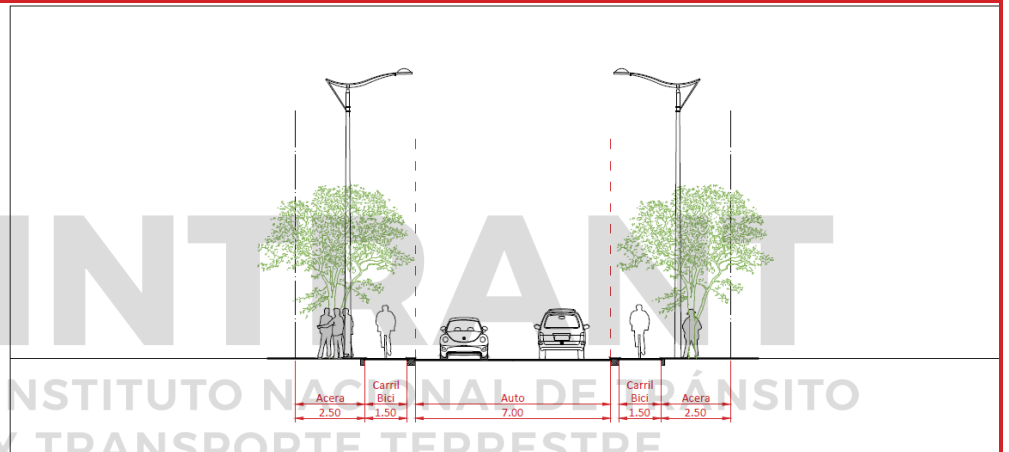 INTRANT
INSTITUTO NACIONAL DE TRÁNSITO
Y TRANSPORTE TERRESTRE
Acera
2.50
Carril
Bici
1.50
Auto
7.00
Carril
Bici
1.50
Acera
2.50